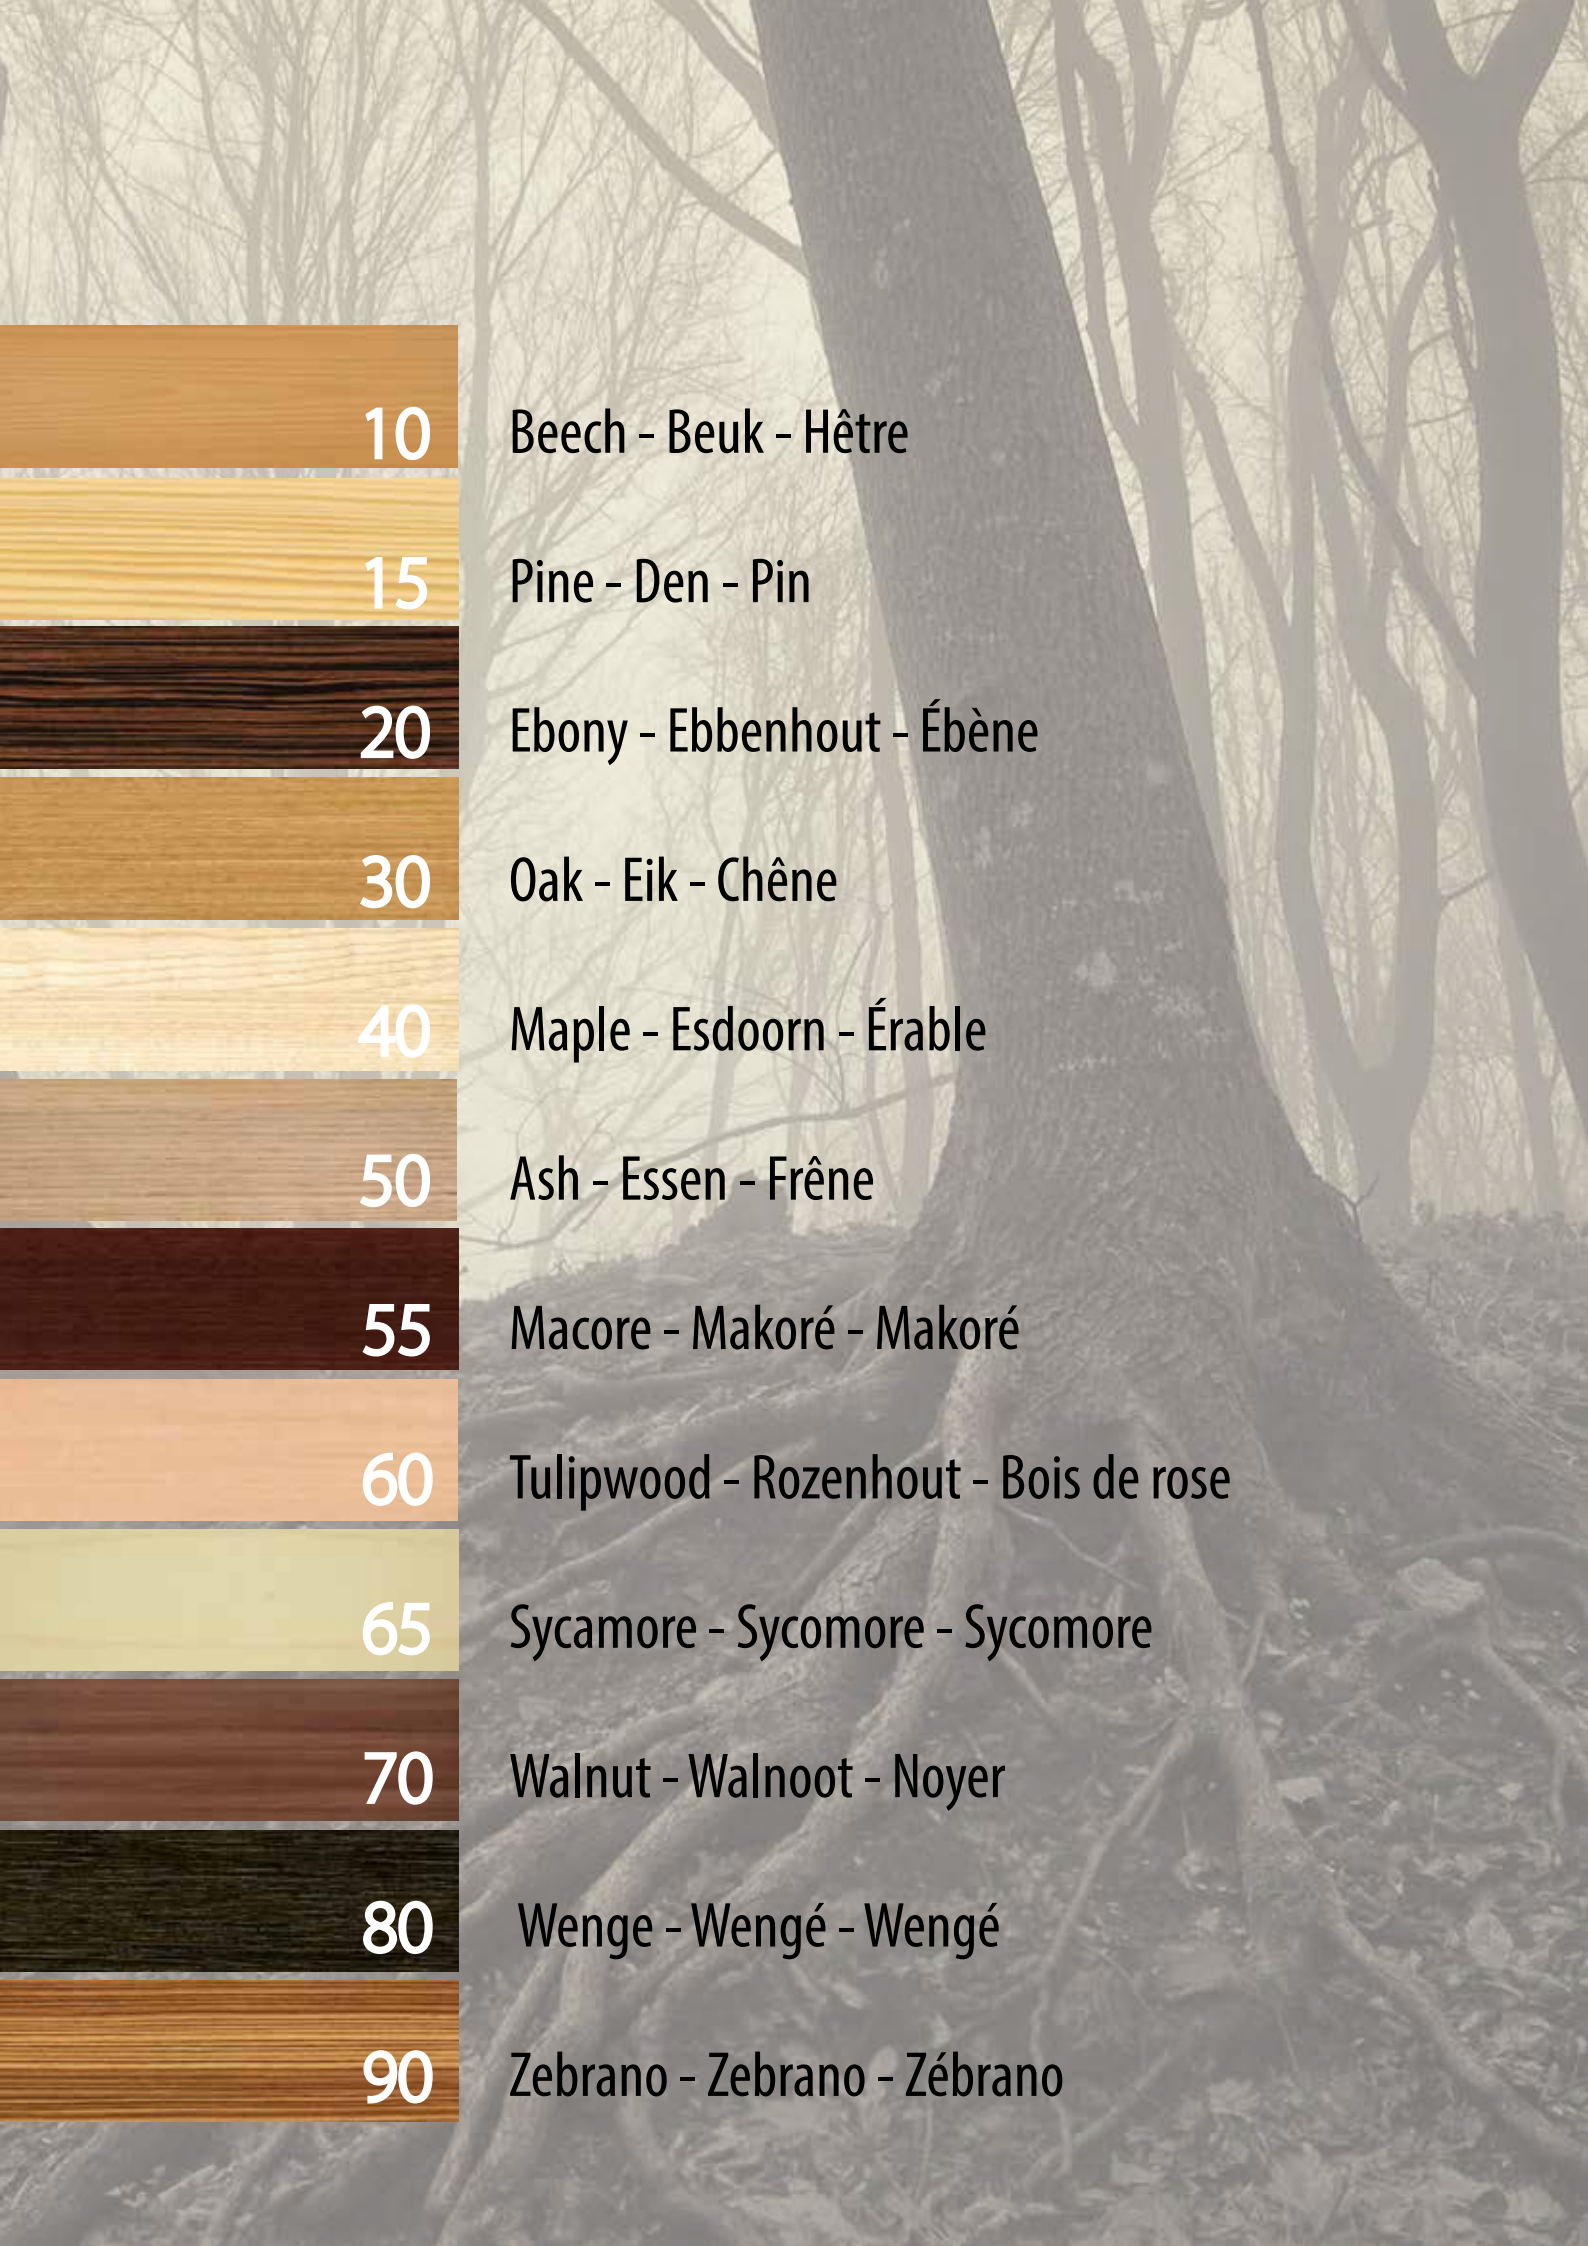 10 Beech - Beuk - Hêtre
15 Pine - Den - Pin
20 Ebony - Ebbenhout - Ébène
30 Oak - Eik - Chêne
40 Maple - Esdoorn - Érable
50 Ash - Essen - Frêne
55 Macore - Makoré - Makoré
60 Tulipwood - Rozenhout - Bois de rose
65 Sycamore - Sycomore - Sycomore
70 Walnut - Walnoot - Noyer
80 Wenge - Wengé - Wengé
90 Zebrano - Zebrano - Zébrano